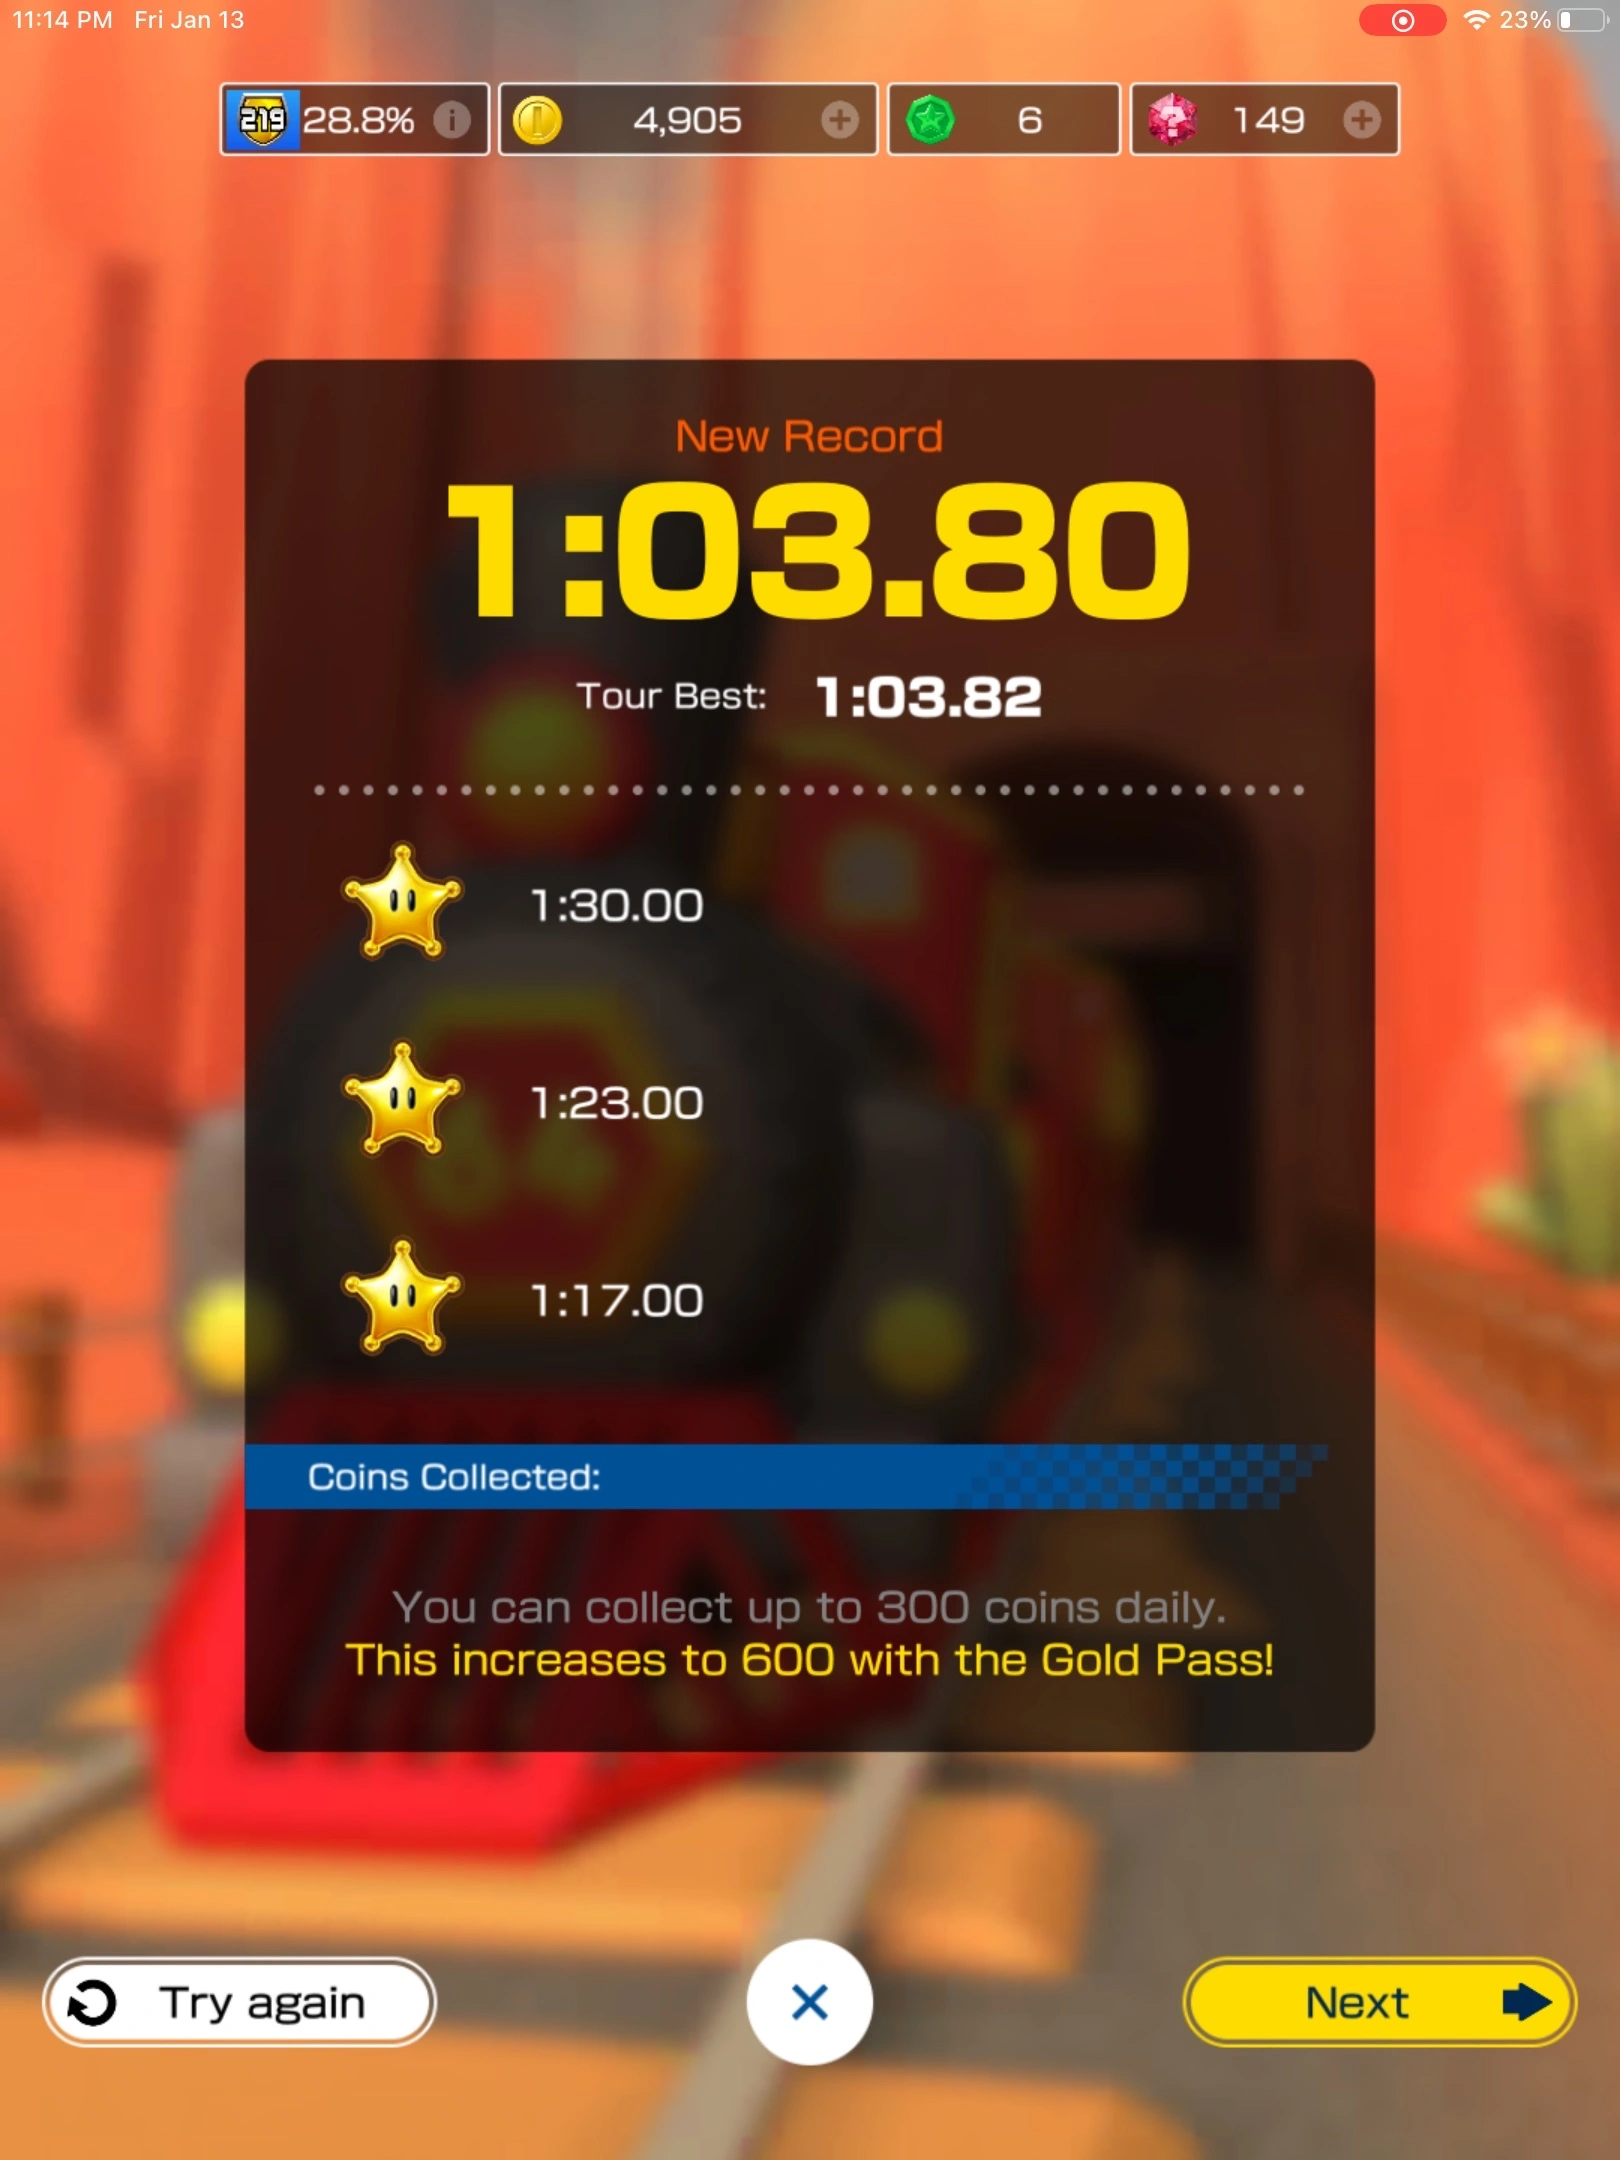 11:14 PM Fri Jan 13 23%
219 28.8% i 4,905 + 6 ? 149 +
New Record
1:03.80
Tour Best: 1:03.82
1:30.00
1:23.00
64
1:17.00
Coins Collected:
You can collect up to 300 coins daily.
This increases to 600 with the Gold Pass!
Try again × Next